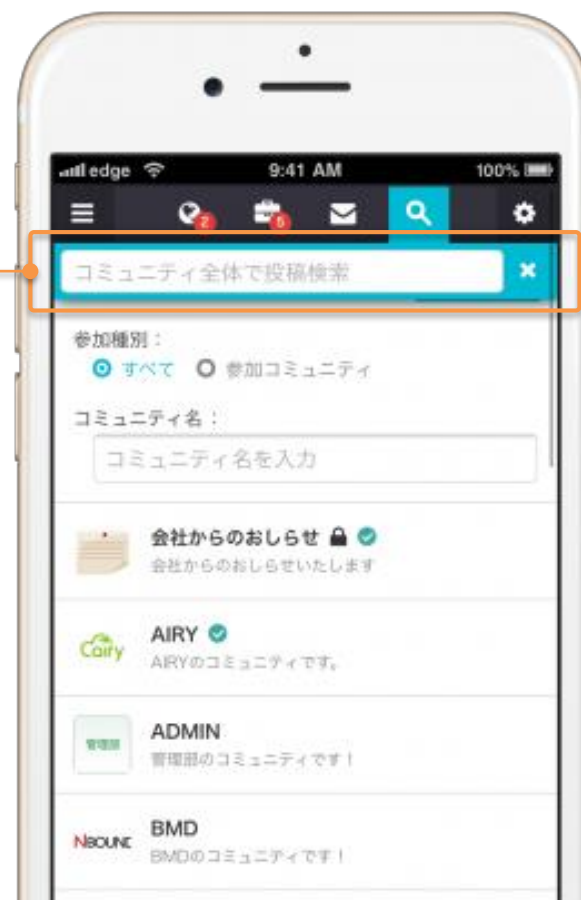 edge 9:41 AM 100%
2 5
コミュニティ全体で投稿検索
参加種別：
すべて 参加コミュニティ
コミュニティ名：
コミュニティ名を入力
会社からのおしらせ
会社からのおしらせいたします
AIRY
Cairy
AIRYのコミュニティです。
ADMIN
管理部
管理部のコミュニティです！
BMD
NBOUND
BMDのコミュニティです！